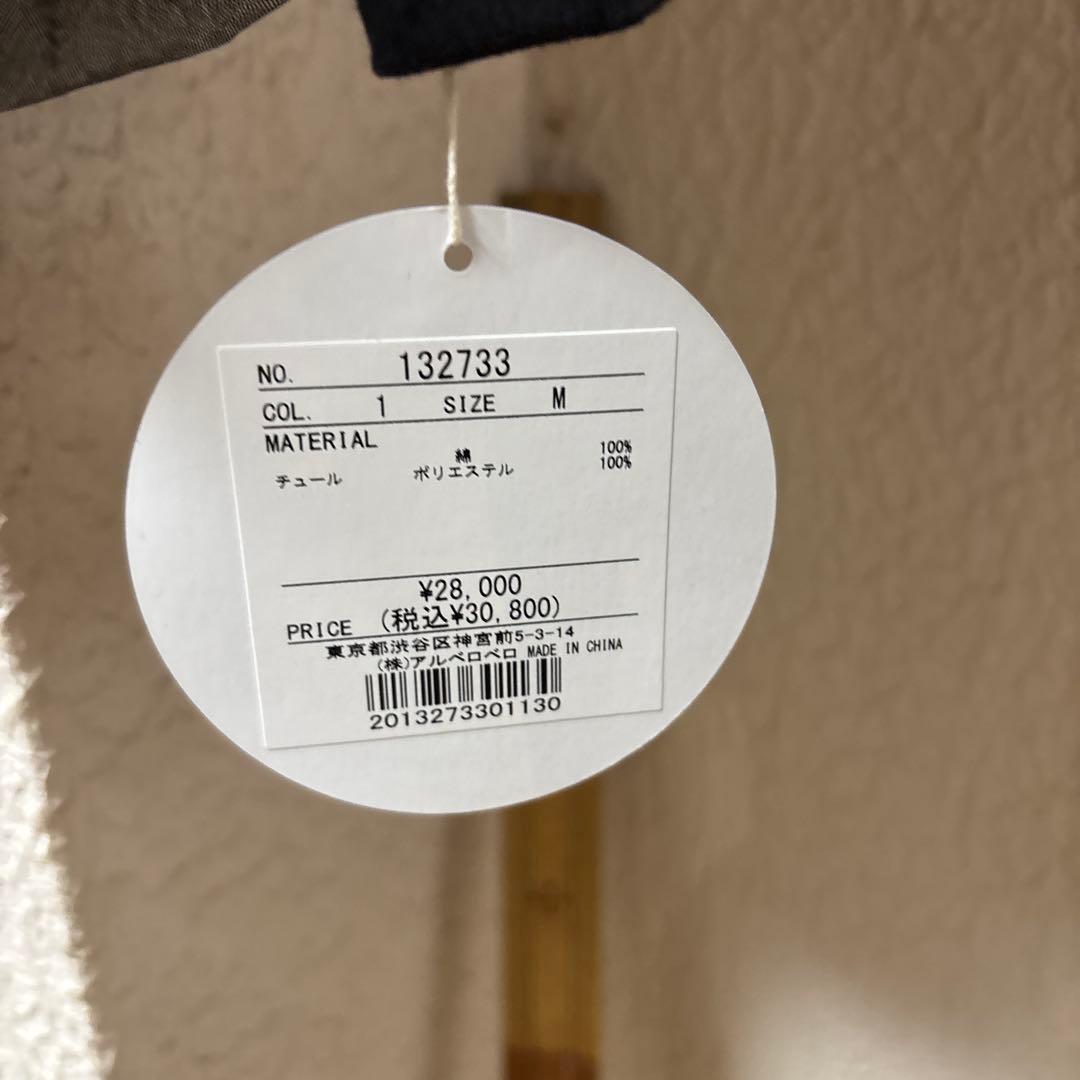 NO. 132733
COL. 1 SIZE M
MATERIAL
綿 100%
チュール ポリエステル 100%
¥28,000
PRICE (税込¥30,800)
東京都渋谷区神宮前5-3-14
(株)アルベロベロ MADE IN CHINA
2013273301130